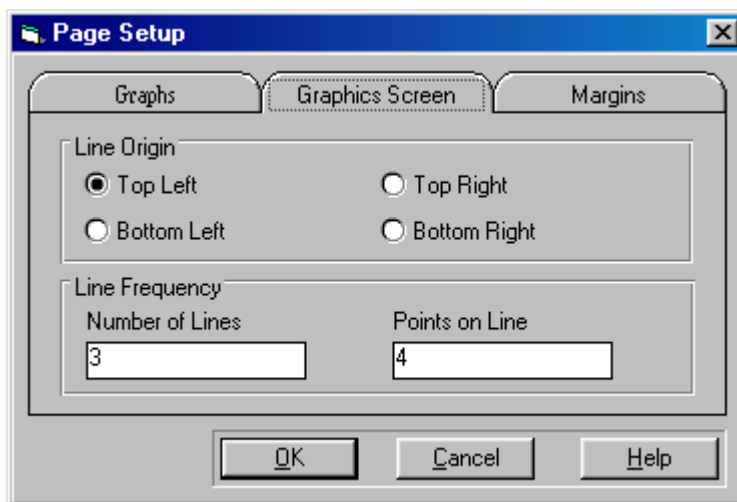 Page Setup
Graphs Graphics Screen Margins
Line Origin
Top Left Top Right
Bottom Left Bottom Right
Line Frequency
Number of Lines Points on Line
3 4
OK Cancel Help